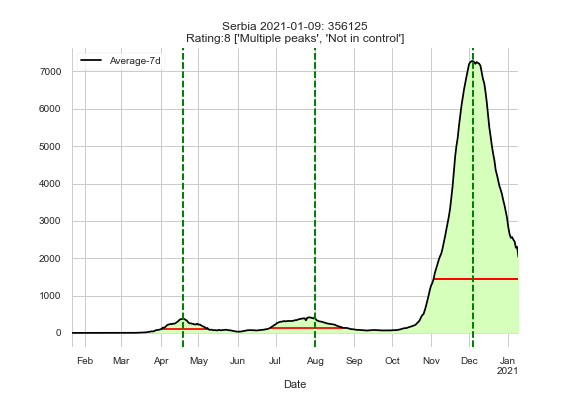 Serbia 2021-01-09: 356125
Rating:8 ['Multiple peaks', 'Not in control']
Average-7d
7000
6000
5000
4000
3000
2000
1000
0
Feb Mar Apr May Jun Jul Aug Sep Oct Nov Dec Jan
2021
Date